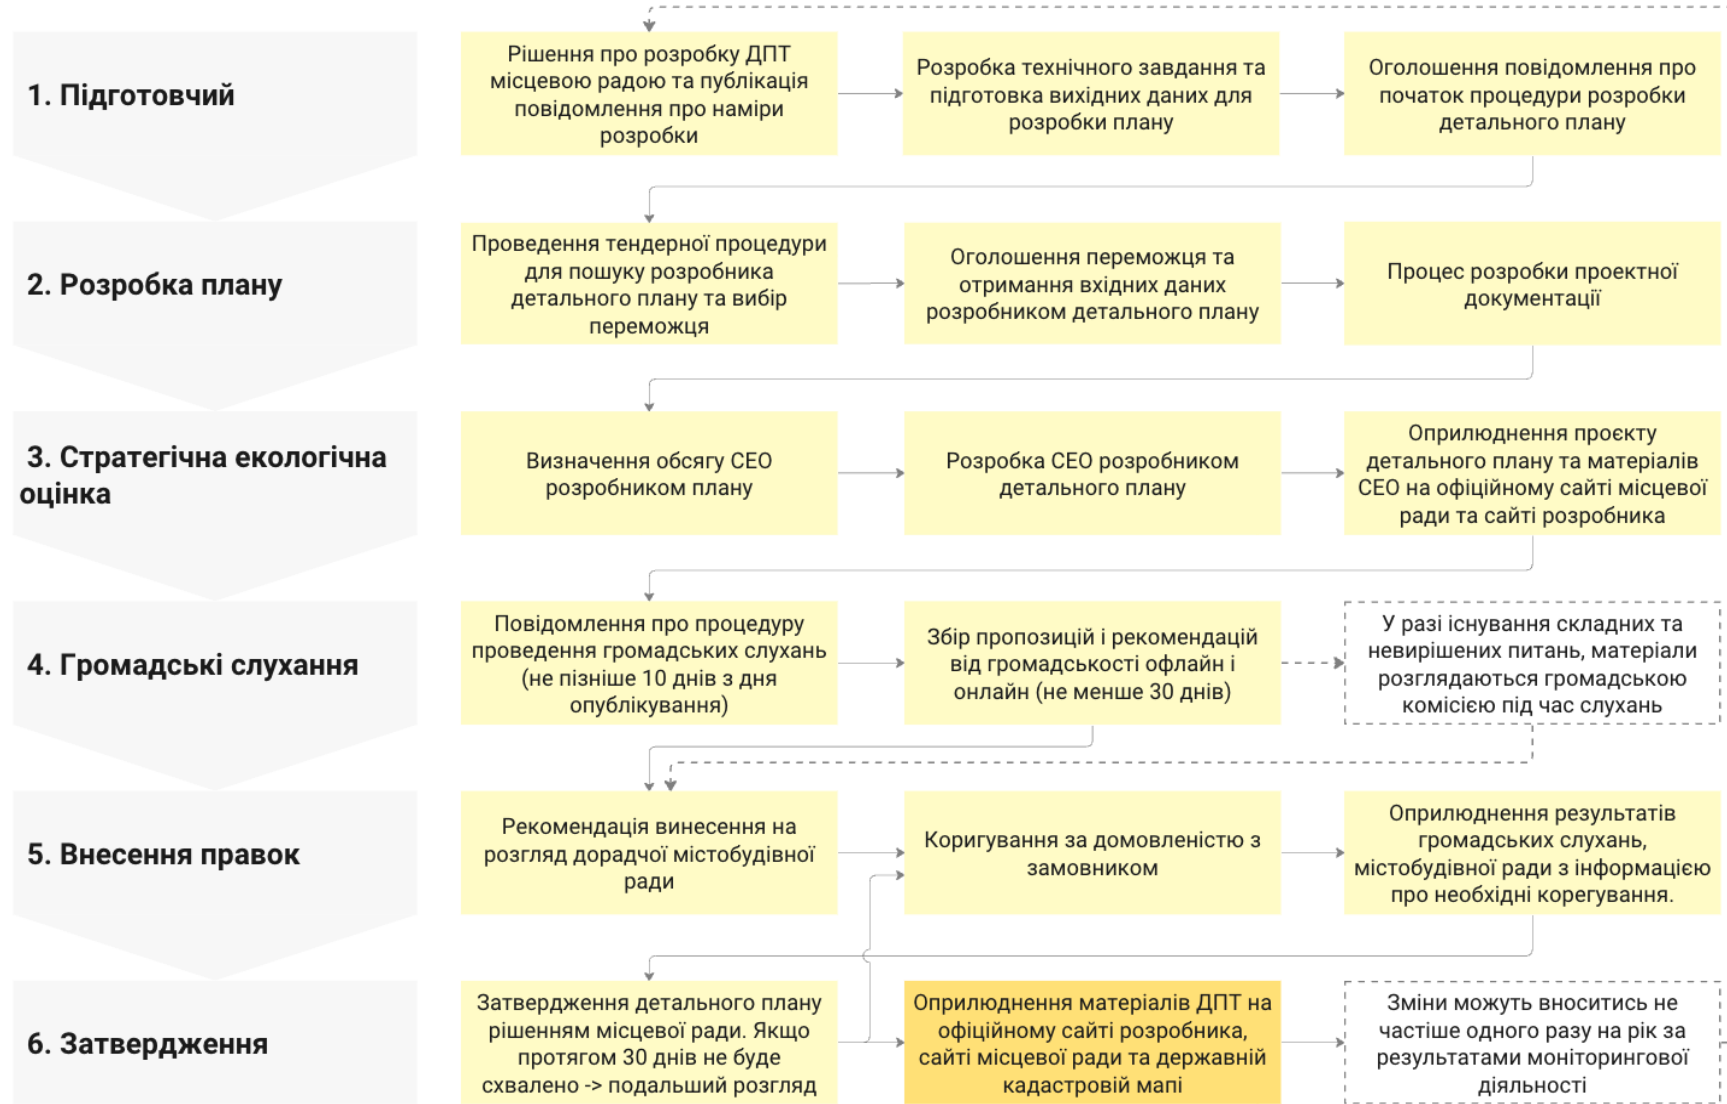 1. Підготовчий
Рішення про розробку ДПТ
місцевою радою та публікація
повідомлення про наміри
розробки
Розробка технічного завдання та
підготовка вихідних даних для
розробки плану
Оголошення повідомлення про
початок процедури розробки
детального плану
2. Розробка плану
Проведення тендерної процедури
для пошуку розробника
детального плану та вибір
переможця
Оголошення переможця та
отримання вхідних даних
розробником детального плану
Процес розробки проектної
документації
3. Стратегічна екологічна
оцінка
Визначення обсягу СЕО
розробником плану
Розробка СЕО розробником
детального плану
Оприлюднення проєкту
детального плану та матеріалів
СЕО на офіційному сайті місцевої
ради та сайті розробника
4. Громадські слухання
Повідомлення про процедуру
проведення громадських слухань
(не пізніше 10 днів з дня
опублікування)
Збір пропозицій і рекомендацій
від громадськості офлайн і
онлайн (не менше 30 днів)
У разі існування складних та
невирішених питань, матеріали
розглядаються громадською
комісією під час слухань
5. Внесення правок
Рекомендація винесення на
розгляд дорадчої містобудівної
ради
Коригування за домовленістю з
замовником
Оприлюднення результатів
громадських слухань,
містобудівної ради з інформацією
про необхідні корегування.
6. Затвердження
Затвердження детального плану
рішенням місцевої ради. Якщо
протягом 30 днів не буде
схвалено -> подальший розгляд
Оприлюднення матеріалів ДПТ на
офіційному сайті розробника,
сайті місцевої ради та державній
кадастровій мапі
Зміни можуть вноситись не
частіше одного разу на рік за
результатами моніторингової
діяльності